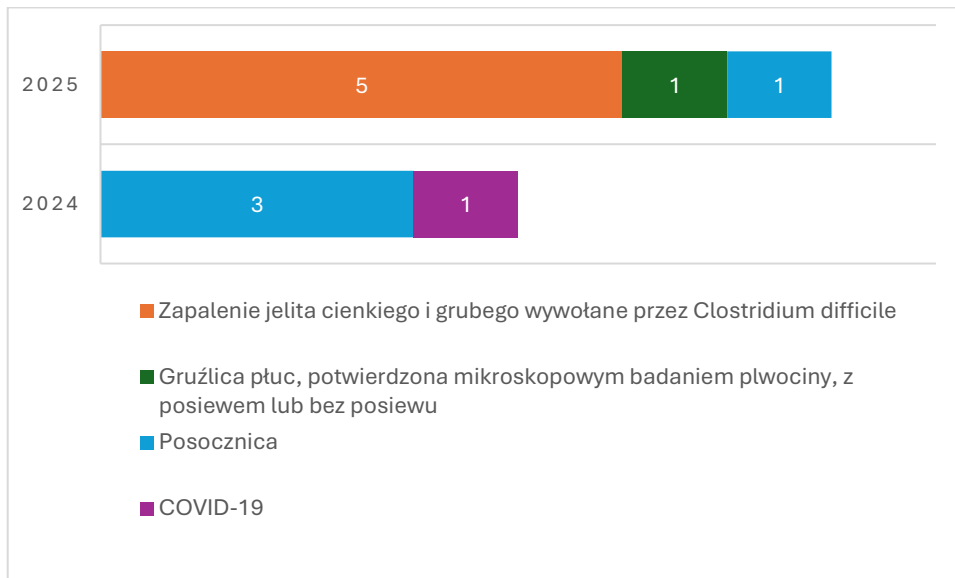 2025
5
1
1
2024
3
1
Zapalenie jelita cienkiego i grubego wywołane przez Clostridium difficile
Gruźlica płuc, potwierdzona mikroskopowym badaniem plwociny, z
posiewem lub bez posiewu
Posocznica
COVID-19